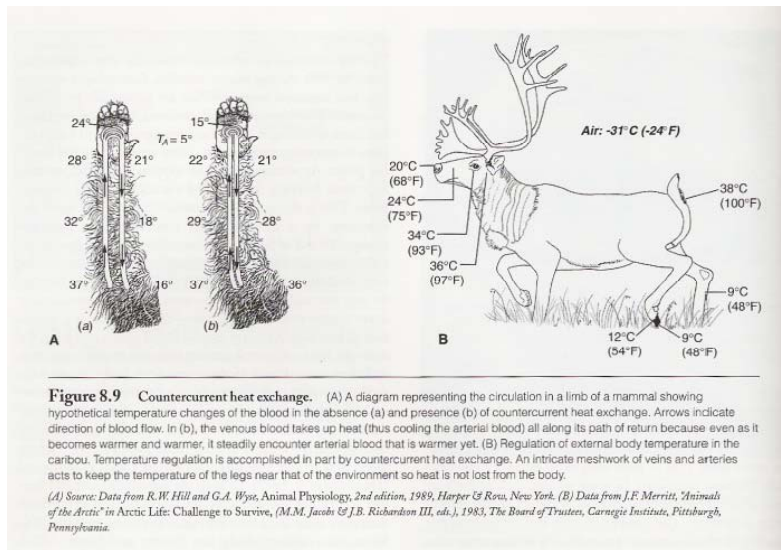 24°
T_A = 5°
28° 21°
32° 18°
37° 16°
(a)
15°
22° 21°
29 28°
37° 36°
(b)
A
Air: -31°C (-24°F)
20°C
(68°F)
24°C
(75°F)
34°C
(93°F)
36°C
(97°F)
38°C
(100°F)
9°C
(48°F)
12°C
(54°F)
9°C
(48°F)
B
Figure 8.9 Countercurrent heat exchange. (A) A diagram representing the circulation in a limb of a mammal showing
hypothetical temperature changes of the blood in the absence (a) and presence (b) of countercurrent heat exchange. Arrows indicate
direction of blood flow. In (b), the venous blood takes up heat (thus cooling the arterial blood) all along its path of return because even as it
becomes warmer and warmer, it steadily encounter arterial blood that is warmer yet. (B) Regulation of external body temperature in the
caribou. Temperature regulation is accomplished in part by countercurrent heat exchange. An intricate meshwork of veins and arteries
acts to keep the temperature of the legs near that of the environment so heat is not lost from the body.
(A) Source: Data from R.W. Hill and G.A. Wyse, Animal Physiology, 2nd edition, 1989, Harper & Row, New York. (B) Data from J.F. Merritt, "Animals
of the Arctic" in Arctic Life: Challenge to Survive, (M.M. Jacobs & J.B. Richardson III, eds.), 1983, The Board of Trustees, Carnegie Institute, Pittsburgh,
Pennsylvania.